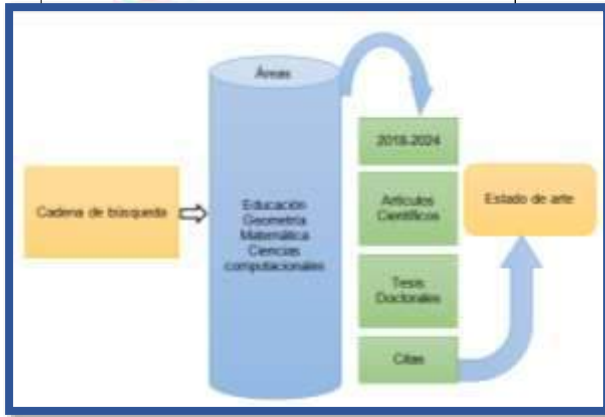 Áreas
2018-2024
Cadena de búsqueda
Educación
Geometría
Matemática
Ciencias
computacionales
Artículos
Científicos
Estado de arte
Tesis
Doctorales
Citas